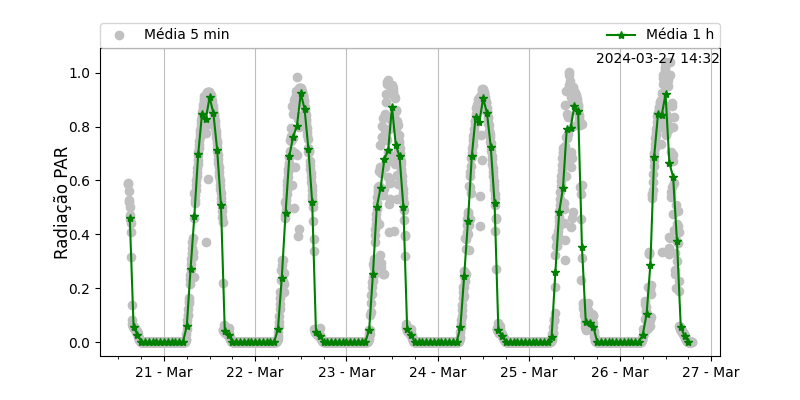 Média 5 min
Média 1 h
2024-03-27 14:32
Radiação PAR
1.0
0.8
0.6
0.4
0.2
0.0
21 - Mar
22 - Mar
23 - Mar
24 - Mar
25 - Mar
26 - Mar
27 - Mar